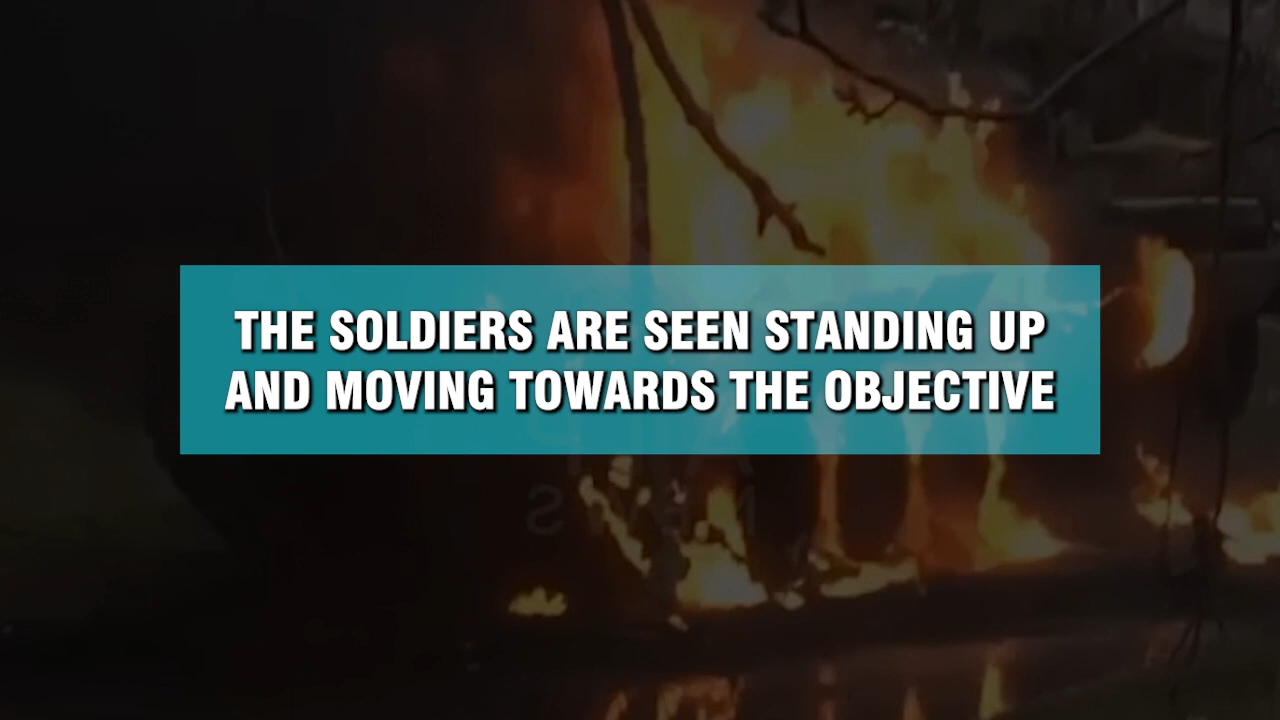 THE SOLDIERS ARE SEEN STANDING UP
AND MOVING TOWARDS THE OBJECTIVE